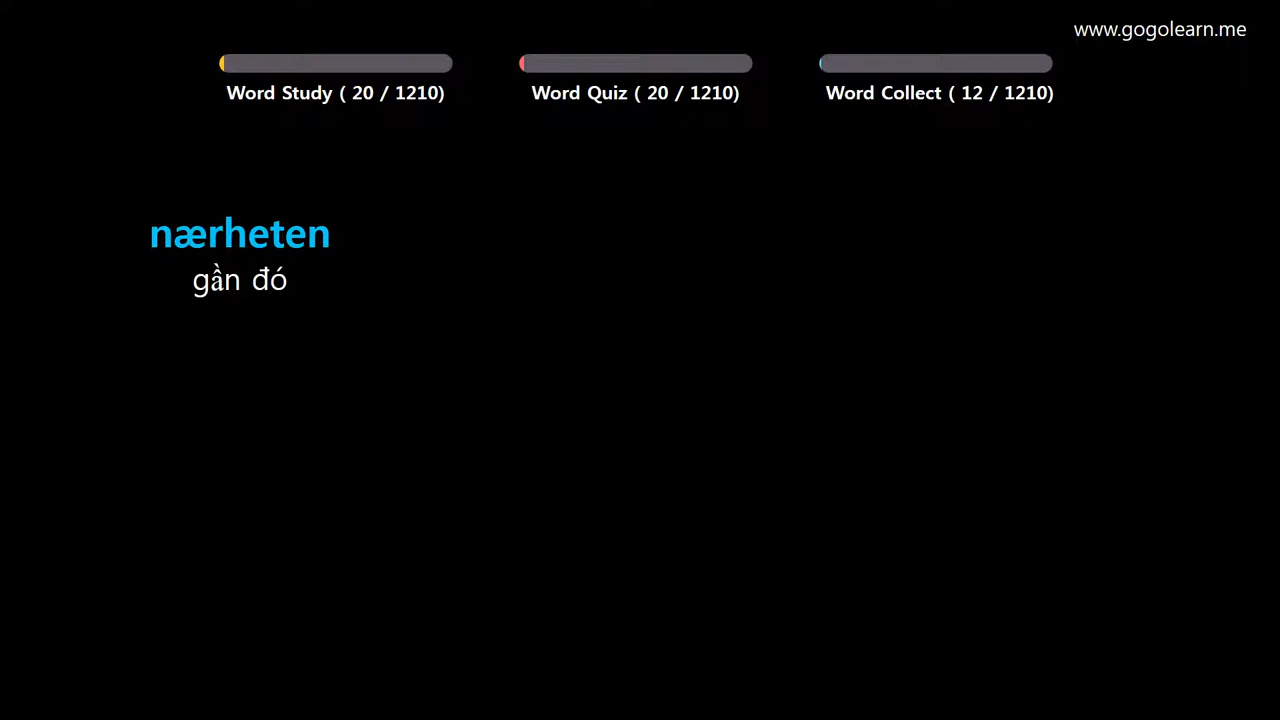 www.gogolearn.me
Word Study ( 20 / 1210)
Word Quiz ( 20 / 1210)
Word Collect ( 12 / 1210)
nærheten
gần đó